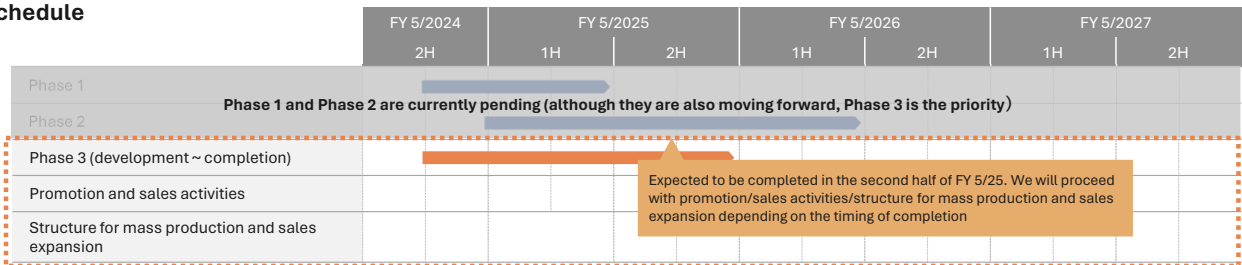 chedule
FY 5/2024 FY 5/2025 FY 5/2026 FY 5/2027
2H 1H 2H 1H 2H 1H 2H
Phase 1
Phase 1 and Phase 2 are currently pending (although they are also moving forward, Phase 3 is the priority)
Phase 2
Phase 3 (development ~ completion)
Expected to be completed in the second half of FY 5/25. We will proceed
with promotion/sales activities/structure for mass production and sales
expansion depending on the timing of completion
Promotion and sales activities
Structure for mass production and sales
expansion